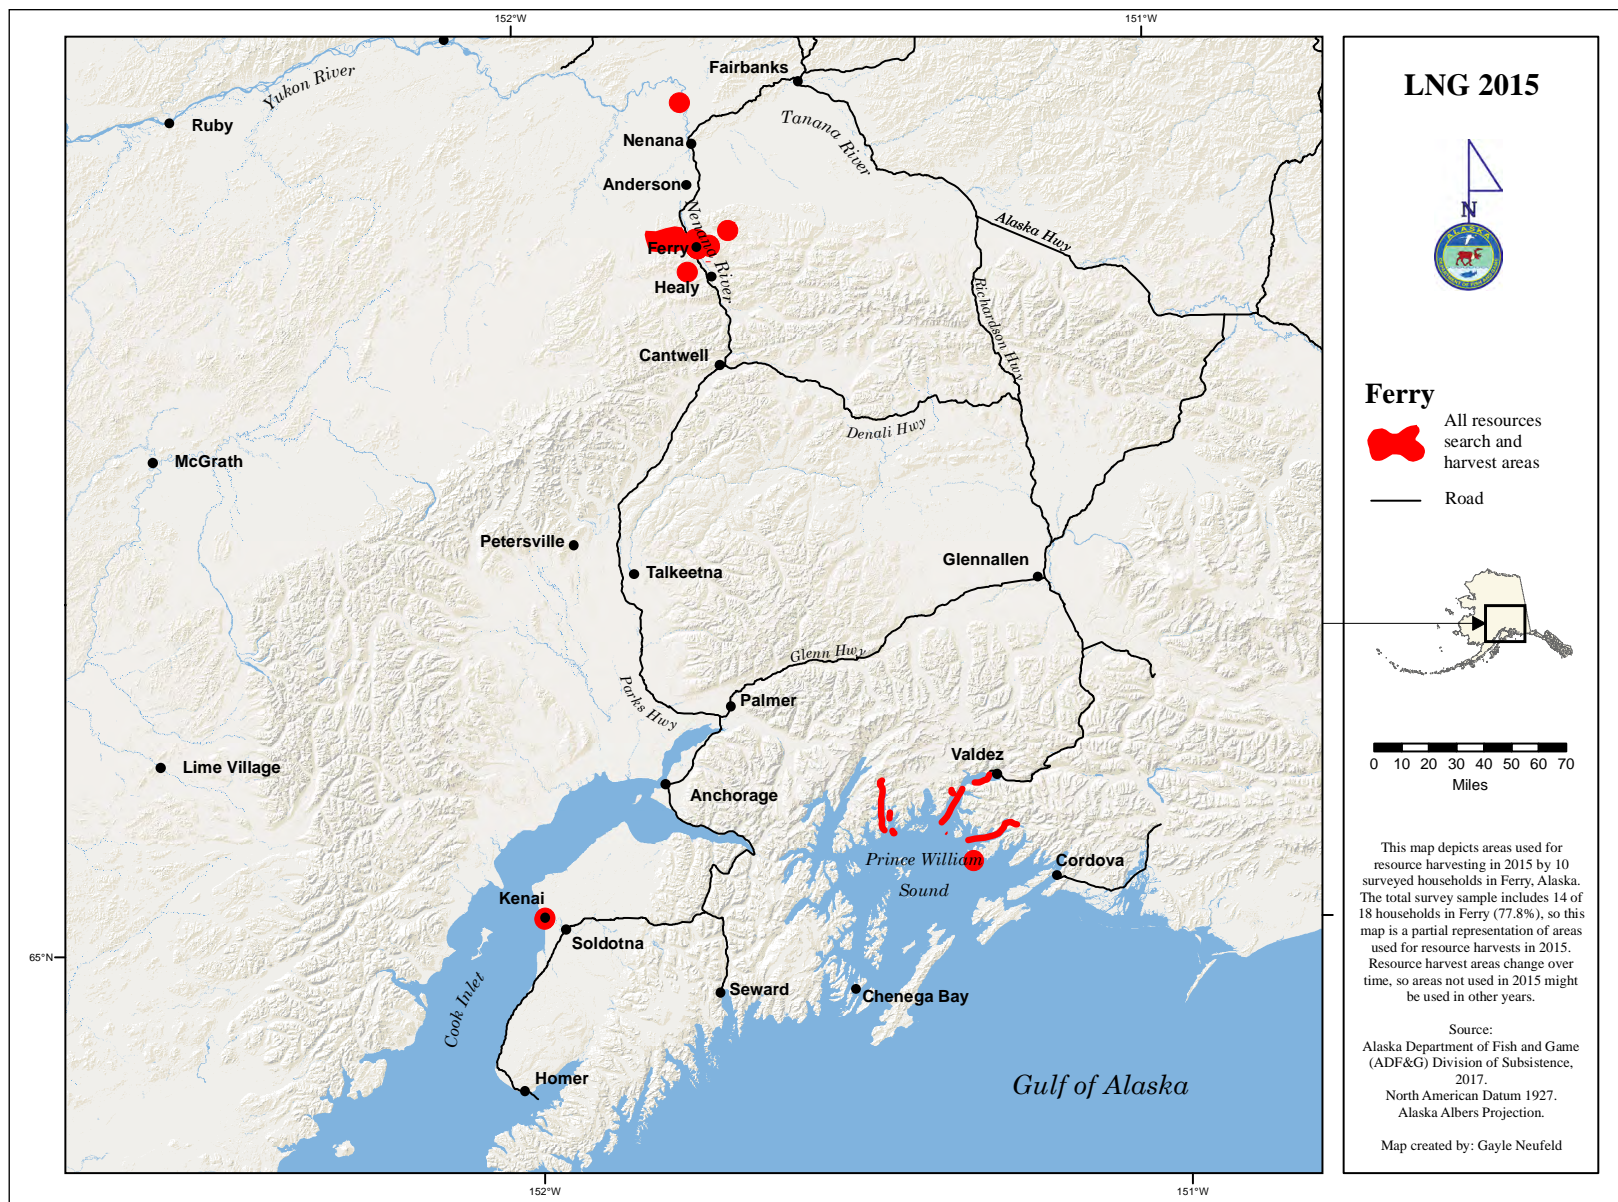 152°W
151°W
Fairbanks
Yukon River
Ruby
Tanana River
Nenana
Anderson
Nenana River
Alaska Hwy
Ferry
Healy
Richardson Hwy
Cantwell
Denali Hwy
McGrath
Petersville
Talkeetna
Glennallen
Glenn Hwy
Parks Hwy
Palmer
Valdez
Lime Village
Anchorage
Prince William
Sound
Cordova
Kenai
Soldotna
65°N
Cook Inlet
Seward
Chenega Bay
Homer
Gulf of Alaska
152°W
151°W
LNG 2015
N
ALASKA
Ferry
All resources
search and
harvest areas
Road
0 10 20 30 40 50 60 70
Miles
This map depicts areas used for
resource harvesting in 2015 by 10
surveyed households in Ferry, Alaska.
The total survey sample includes 14 of
18 households in Ferry (77.8%), so this
map is a partial representation of areas
used for resource harvests in 2015.
Resource harvest areas change over
time, so areas not used in 2015 might
be used in other years.
Source:
Alaska Department of Fish and Game
(ADF&G) Division of Subsistence,
2017.
North American Datum 1927.
Alaska Albers Projection.
Map created by: Gayle Neufeld